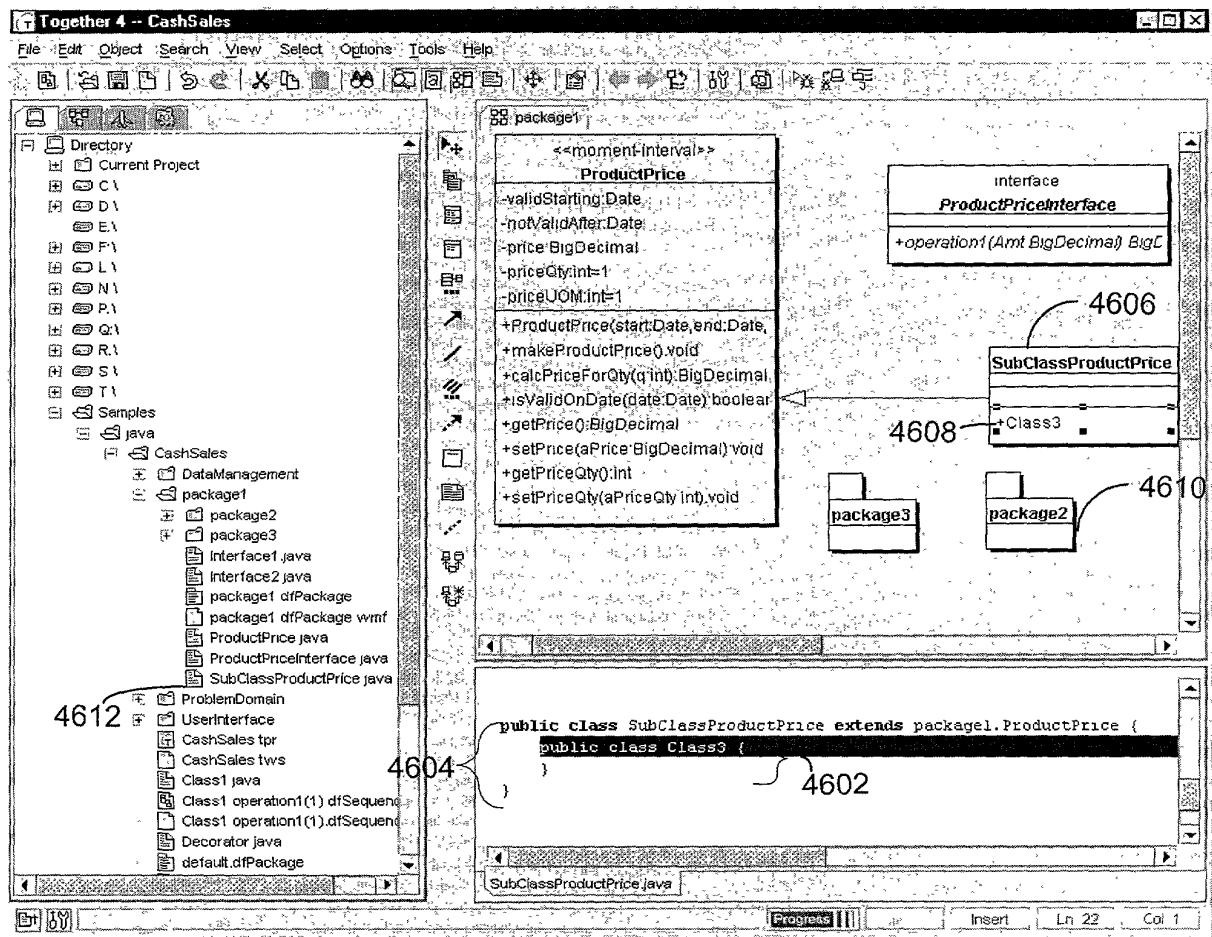 Together 4 -- CashSales
File Edit Object Search View Select Options Tools Help
Directory
Current Project
C \
D \
E.\
F \
L \
N \
P.\
Q:\
R.\
S \
T \
Samples
java
CashSales
DataManagement
package1
package2
package3
Interface1.java
Interface2 java
package1 dfPackage
package1 dfPackage wmf
ProductPrice java
ProductPriceInterface java
SubClassProductPrice java
4612
ProblemDomain
UserInterface
CashSales tpr
CashSales tws
Class1 java
Class1 operation1(1) dfSequenc
Class1 operation1(1).dfSequenc
Decorator java
default.dfPackage
package1
<<moment-interval>>
ProductPrice
-validStarting:Date
-notValidAfter:Date
-price:BigDecimal
-priceQty:int=1
-priceUOM:int=1
+ProductPrice(start:Date,end:Date,
+makeProductPrice().void
+calcPriceForQty(q int):BigDecimal
+isValidOnDate(date:Date) boolear
+getPrice():BigDecimal
+setPrice(aPrice BigDecimal) void
+getPriceQty():int
+setPriceQty(aPriceQty int).void
interface
ProductPriceInterface
+operation1(Amt BigDecimal) BigD
4606
SubClassProductPrice
4608
+Class3
package3
package2
4610
4604
public class SubClassProductPrice extends package1.ProductPrice {
public class Class3 {
}
4602
}
SubClassProductPrice.java
Progress
Insert
Ln 22
Col 1